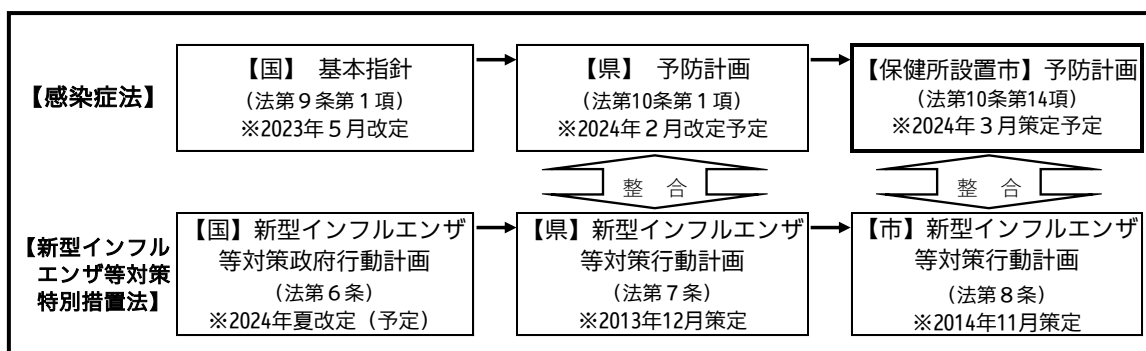 【感染症法】
【国】 基本指針
（法第９条第１項）
※2023年５月改定
【県】 予防計画
（法第10条第１項）
※2024年２月改定予定
【保健所設置市】予防計画
（法第10条第14項）
※2024年３月策定予定
整 合
整 合
【新型インフル
エンザ等対策
特別措置法】
【国】新型インフルエンザ
等対策政府行動計画
（法第６条）
※2024年夏改定（予定）
【県】新型インフルエンザ
等対策行動計画
（法第７条）
※2013年12月策定
【市】新型インフルエンザ
等対策行動計画
（法第８条）
※2014年11月策定